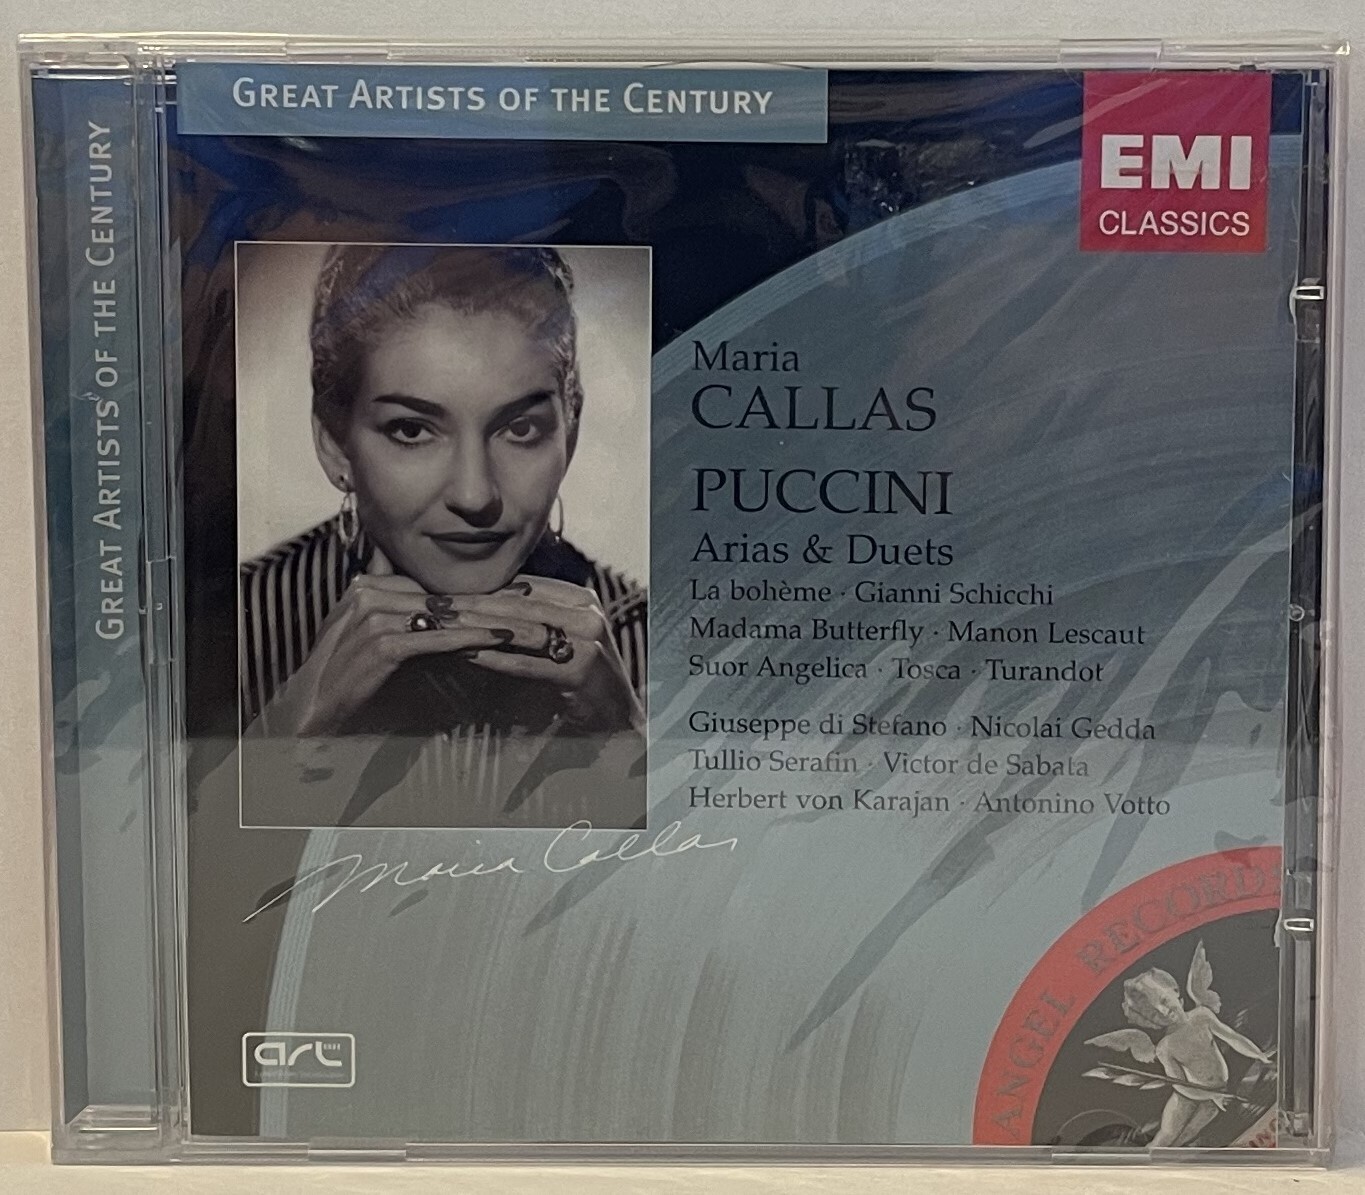 GREAT ARTISTS OF THE CENTURY
GREAT ARTISTS OF THE CENTURY
EMI
CLASSICS
Maria
CALLAS
PUCCINI
Arias & Duets
La bohème · Gianni Schicchi
Madama Butterfly · Manon Lescaut
Suor Angelica · Tosca · Turandot
Giuseppe di Stefano · Nicolai Gedda
Tullio Serafin · Victor de Sabata
Herbert von Karajan · Antonino Votto
Maria Callas
ANGEL RECORDS
art